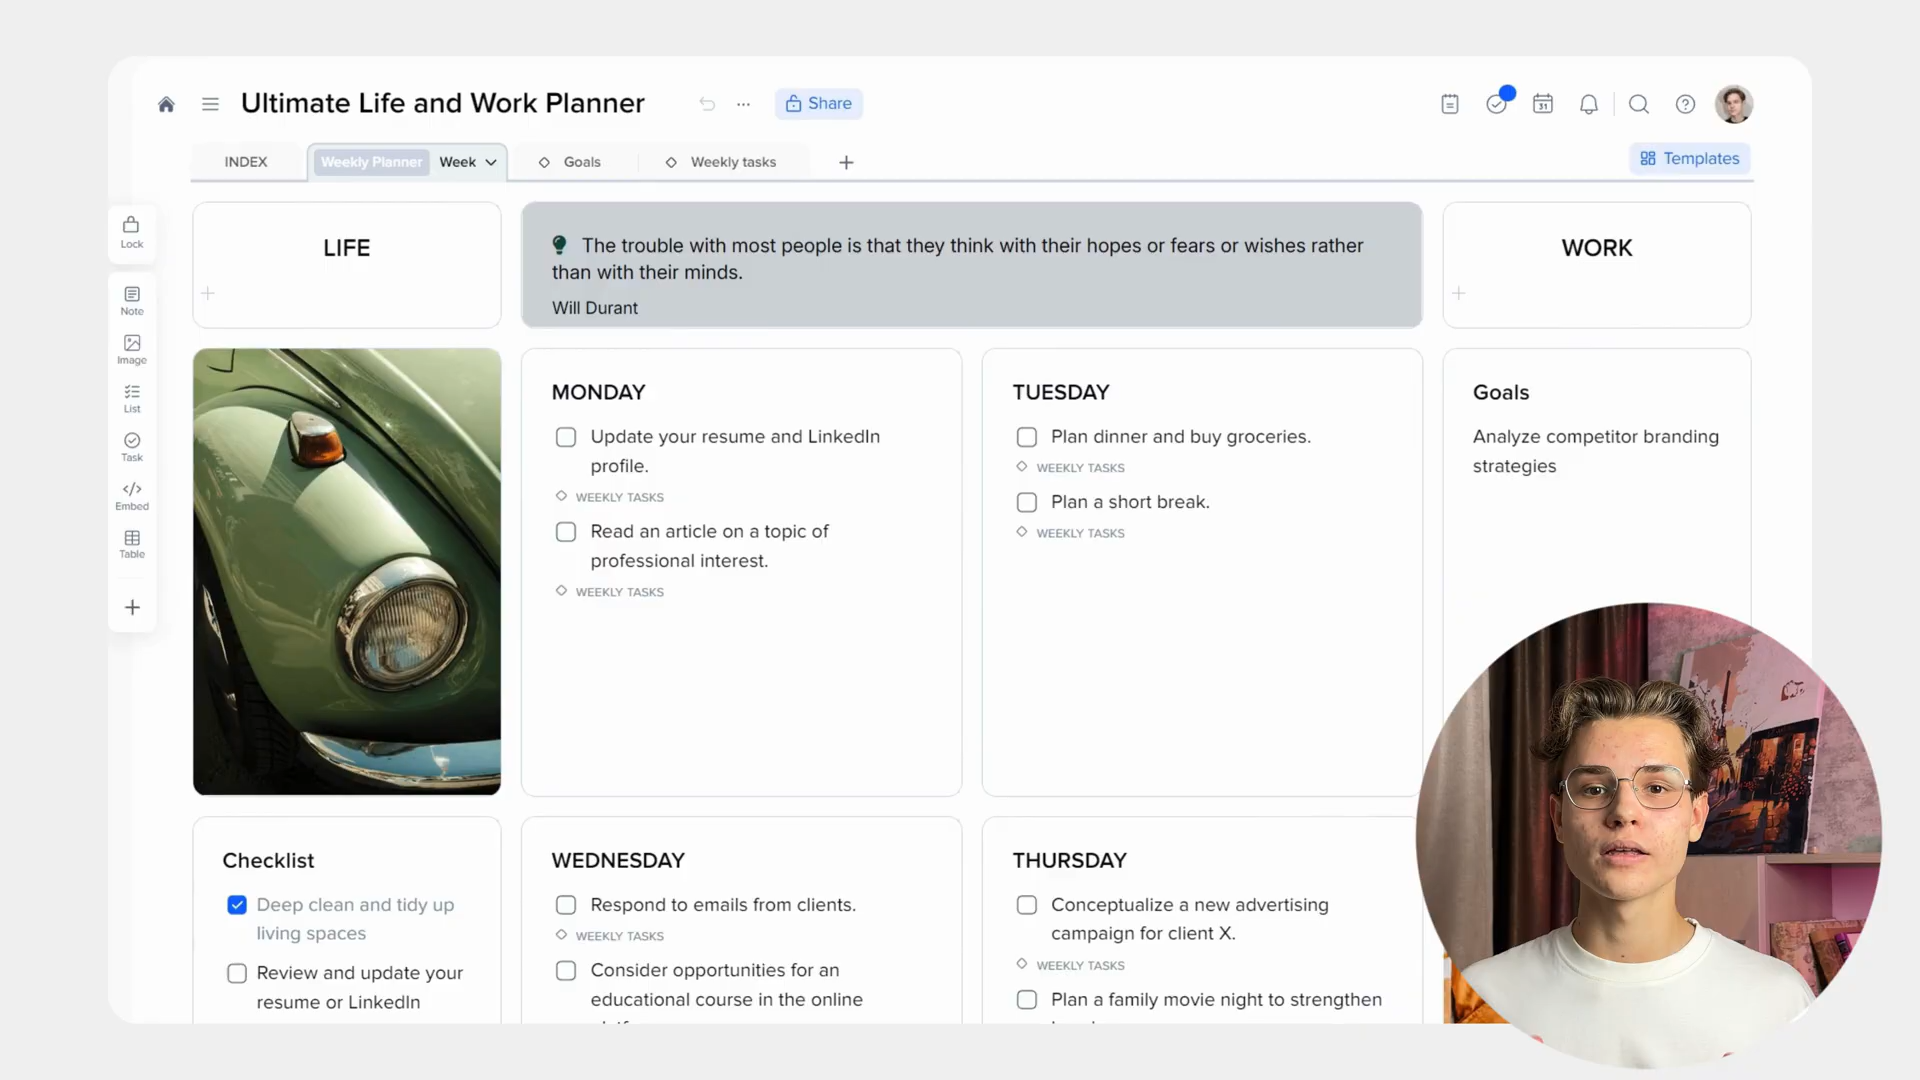 Ultimate Life and Work Planner
Share
31
INDEX
Weekly Planner
Week
Goals
Weekly tasks
Templates
Lock
Note
Image
List
Task
Embed
Table
LIFE
The trouble with most people is that they think with their hopes or fears or wishes rather
than with their minds.
Will Durant
WORK
MONDAY
Update your resume and LinkedIn
profile.
WEEKLY TASKS
Read an article on a topic of
professional interest.
WEEKLY TASKS
TUESDAY
Plan dinner and buy groceries.
WEEKLY TASKS
Plan a short break.
WEEKLY TASKS
Goals
Analyze competitor branding
strategies
Checklist
Deep clean and tidy up
living spaces
Review and update your
resume or LinkedIn
WEDNESDAY
Respond to emails from clients.
WEEKLY TASKS
Consider opportunities for an
educational course in the online
THURSDAY
Conceptualize a new advertising
campaign for client X.
WEEKLY TASKS
Plan a family movie night to strengthen